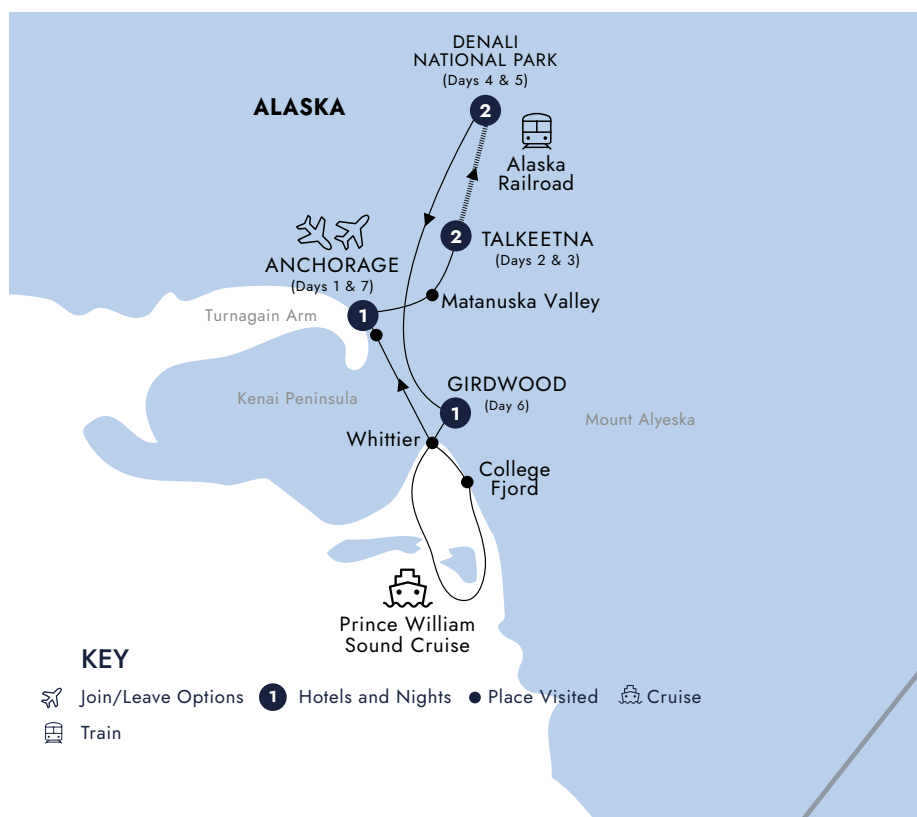 DENALI
NATIONAL PARK
(Days 4 & 5)
ALASKA
2
Alaska
Railroad
2
TALKEETNA
(Days 2 & 3)
ANCHORAGE
(Days 1 & 7)
Matanuska Valley
Turnagain Arm
1
GIRDWOOD
(Day 6)
1
Kenai Peninsula
Mount Alyeska
Whittier
College
Fjord
Prince William
Sound Cruise
KEY
Join/Leave Options
1
Hotels and Nights
Place Visited
Cruise
Train